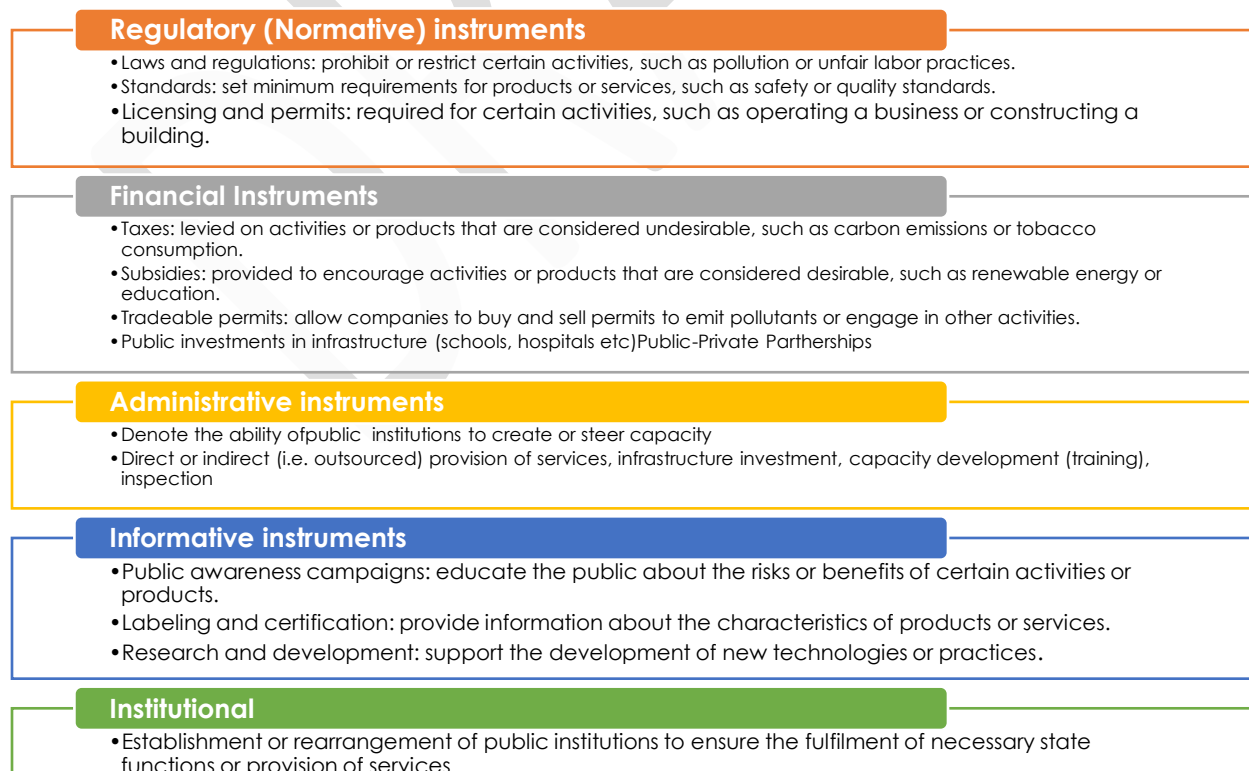 Regulatory (Normative) instruments
•Laws and regulations: prohibit or restrict certain activities, such as pollution or unfair labor practices.
•Standards: set minimum requirements for products or services, such as safety or quality standards.
•Licensing and permits: required for certain activities, such as operating a business or constructing a
building.
Financial Instruments
•Taxes: levied on activities or products that are considered undesirable, such as carbon emissions or tobacco
consumption.
•Subsidies: provided to encourage activities or products that are considered desirable, such as renewable energy or
education.
•Tradeable permits: allow companies to buy and sell permits to emit pollutants or engage in other activities.
•Public investments in infrastructure (schools, hospitals etc)Public-Private Partherships
Administrative instruments
•Denote the ability ofpublic institutions to create or steer capacity
•Direct or indirect (i.e. outsourced) provision of services, infrastructure investment, capacity development (training),
inspection
Informative instruments
•Public awareness campaigns: educate the public about the risks or benefits of certain activities or
products.
•Labeling and certification: provide information about the characteristics of products or services.
•Research and development: support the development of new technologies or practices.
Institutional
•Establishment or rearrangement of public institutions to ensure the fulfilment of necessary state
functions or provision of services